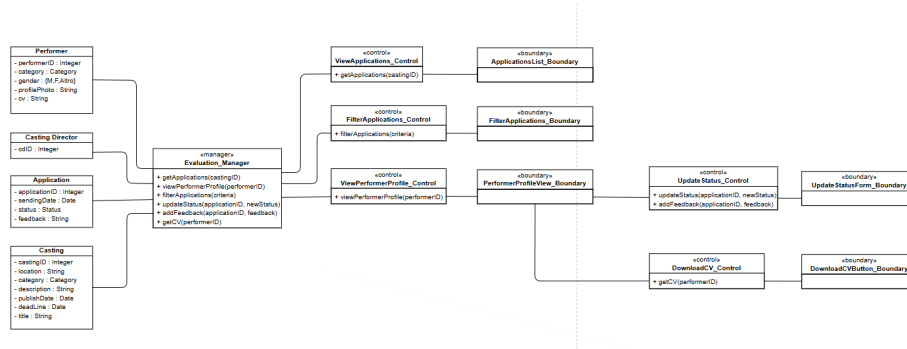 Performer
- performerID : Integer
- category : Category
- gender : {M,F,Altro}
- profilePhoto : String
- cv : String
Casting Director
- cdID : Integer
Application
- applicationID : Integer
- sendingDate : Date
- status : Status
- feedback : String
Casting
- castingID : Integer
- location : String
- category : Category
- description : String
- publishDate : Date
- deadLine : Date
- title : String
«manager»
Evaluation_Manager
+ getApplications(castingID)
+ viewPerformerProfile(performerID)
+ filterApplications(criteria)
+ updateStatus(applicationID, newStatus)
+ addFeedback(applicationID, feedback)
+ getCV(performerID)
«control»
ViewApplications_Control
+ getApplications(castingID)
«boundary»
ApplicationsList_Boundary
«control»
FilterApplications_Control
+ filterApplications(criteria)
«boundary»
FilterApplications_Boundary
«control»
ViewPerformerProfile_Control
+ viewPerformerProfile(performerID)
«boundary»
PerformerProfileView_Boundary
«control»
UpdateStatus_Control
+ updateStatus(applicationID, newStatus)
+ addFeedback(applicationID, feedback)
«boundary»
UpdateStatusForm_Boundary
«control»
DownloadCV_Control
+ getCV(performerID)
«boundary»
DownloadCVButton_Boundary